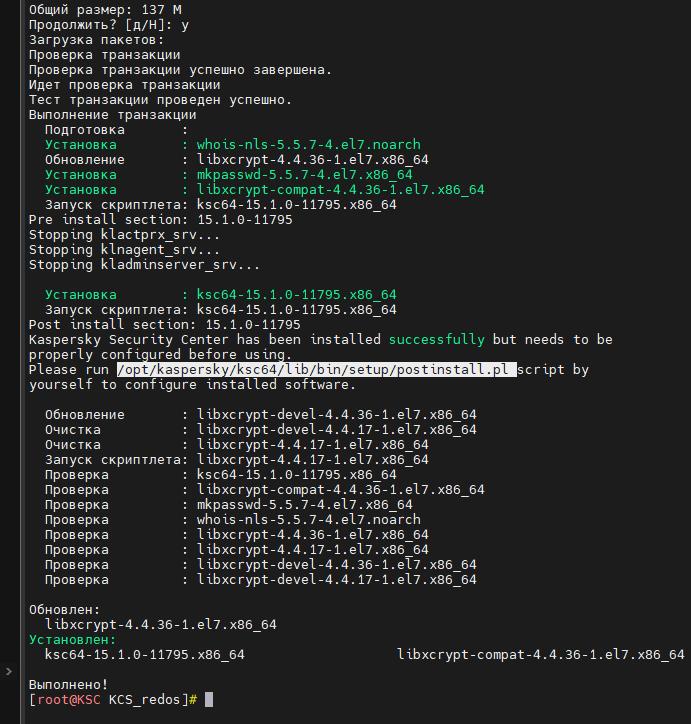 Общий размер: 137 M
Продолжить? [д/Н]: y
Загрузка пакетов:
Проверка транзакции
Проверка транзакции успешно завершена.
Идет проверка транзакции
Тест транзакции проведен успешно.
Выполнение транзакции
  Подготовка       :
  Установка        : whois-nls-5.5.7-4.el7.noarch
  Обновление       : libxcrypt-4.4.36-1.el7.x86_64
  Установка        : mkpasswd-5.5.7-4.el7.x86_64
  Установка        : libxcrypt-compat-4.4.36-1.el7.x86_64
  Запуск скриптлета: ksc64-15.1.0-11795.x86_64
Pre install section: 15.1.0-11795
Stopping klactprx_srv...
Stopping klnagent_srv...
Stopping kladminserver_srv...
  Установка        : ksc64-15.1.0-11795.x86_64
  Запуск скриптлета: ksc64-15.1.0-11795.x86_64
Post install section: 15.1.0-11795
Kaspersky Security Center has been installed successfully but needs to be
properly configured before using.
Please run /opt/kaspersky/ksc64/lib/bin/setup/postinstall.pl script by
yourself to configure installed software.
  Обновление       : libxcrypt-devel-4.4.36-1.el7.x86_64
  Очистка          : libxcrypt-devel-4.4.17-1.el7.x86_64
  Очистка          : libxcrypt-4.4.17-1.el7.x86_64
  Запуск скриптлета: libxcrypt-4.4.17-1.el7.x86_64
  Проверка         : ksc64-15.1.0-11795.x86_64
  Проверка         : libxcrypt-compat-4.4.36-1.el7.x86_64
  Проверка         : mkpasswd-5.5.7-4.el7.x86_64
  Проверка         : whois-nls-5.5.7-4.el7.noarch
  Проверка         : libxcrypt-4.4.36-1.el7.x86_64
  Проверка         : libxcrypt-4.4.17-1.el7.x86_64
  Проверка         : libxcrypt-devel-4.4.36-1.el7.x86_64
  Проверка         : libxcrypt-devel-4.4.17-1.el7.x86_64
Обновлен:
  libxcrypt-4.4.36-1.el7.x86_64
Установлен:
  ksc64-15.1.0-11795.x86_64                   libxcrypt-compat-4.4.36-1.el7.x86_64
Выполнено!
[root@KSC KCS_redos]#